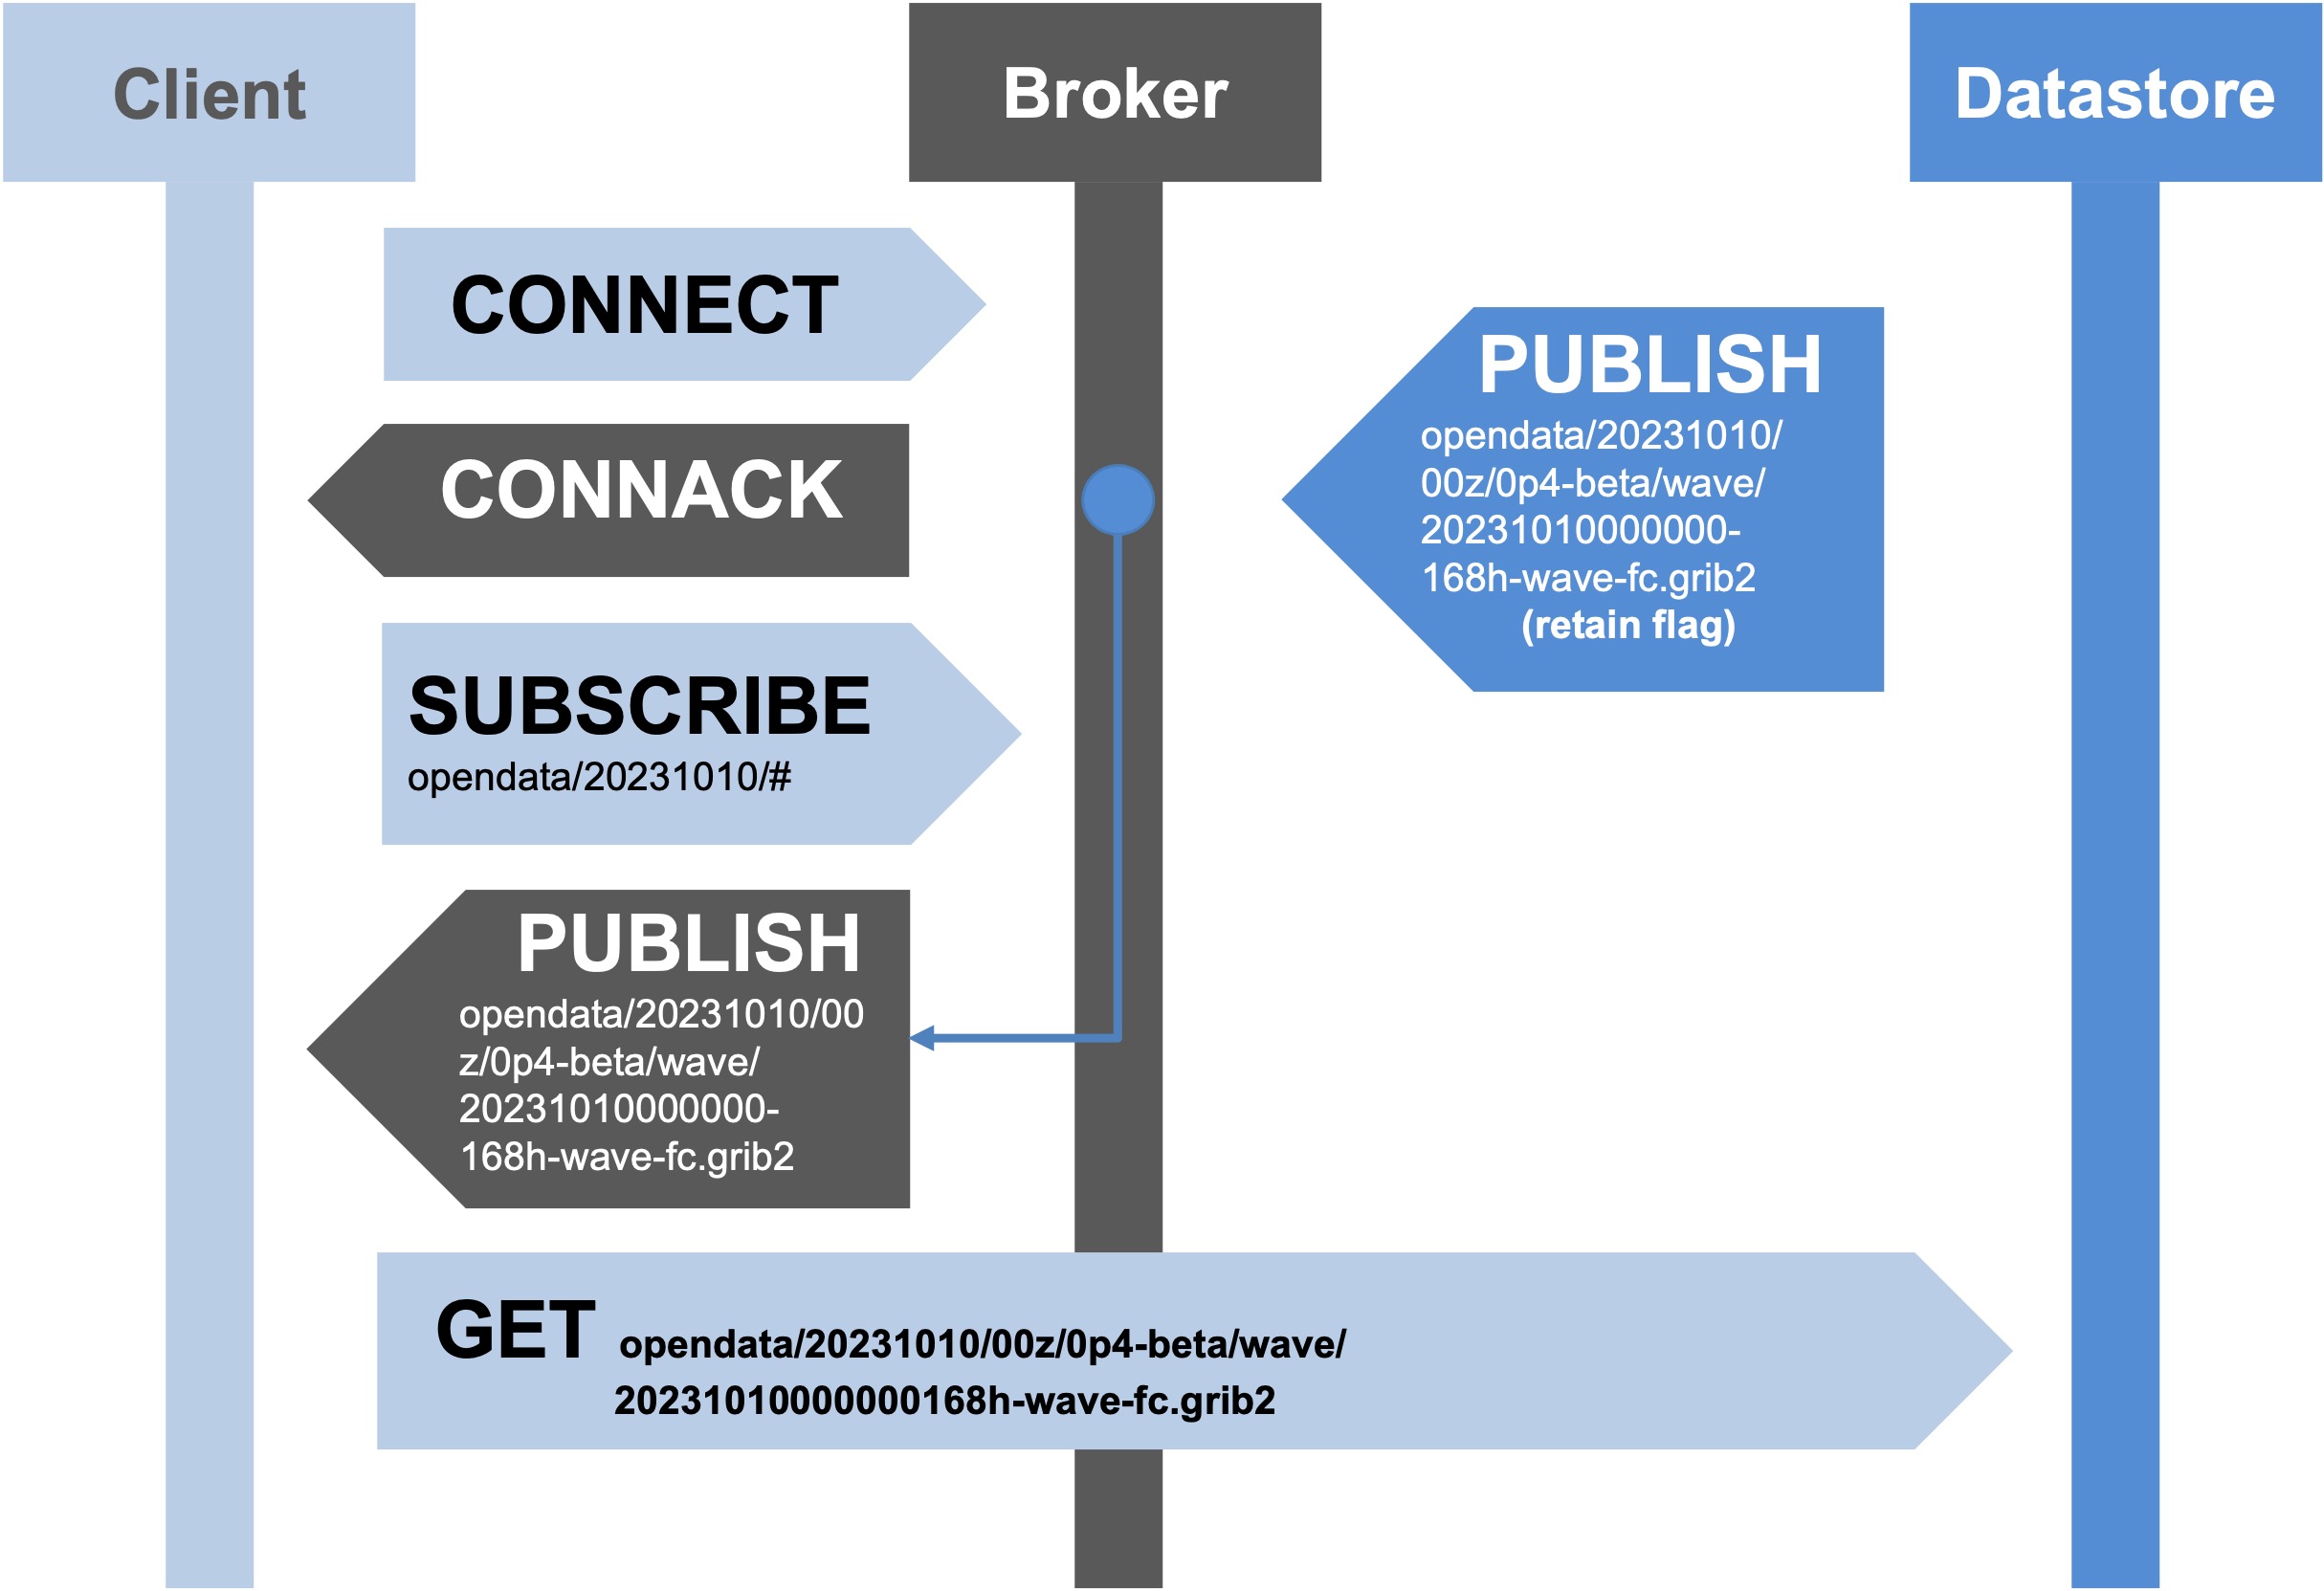 Client
Broker
Datastore
CONNECT
PUBLISH
opendata/20231010/
00z/0p4-beta/wave/
20231010000000-
168h-wave-fc.grib2
(retain flag)
CONNACK
SUBSCRIBE
opendata/20231010/#
PUBLISH
opendata/20231010/00
z/0p4-beta/wave/
20231010000000-
168h-wave-fc.grib2
GET opendata/20231010/00z/0p4-beta/wave/
20231010000000168h-wave-fc.grib2